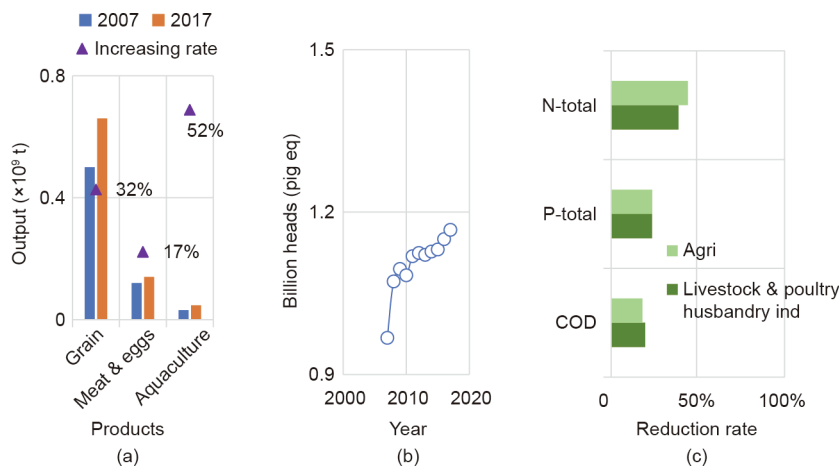 2007 2017
Increasing rate
Output (×10⁹ t)
0.8
0.4
0
32%
17%
52%
Grain
Meat & eggs
Aquaculture
Products
(a)
Billion heads (pig eq)
1.5
1.2
0.9
2000 2010 2020
Year
(b)
N-total
P-total
COD
Agri
Livestock & poultry
husbandry ind
0 50% 100%
Reduction rate
(c)